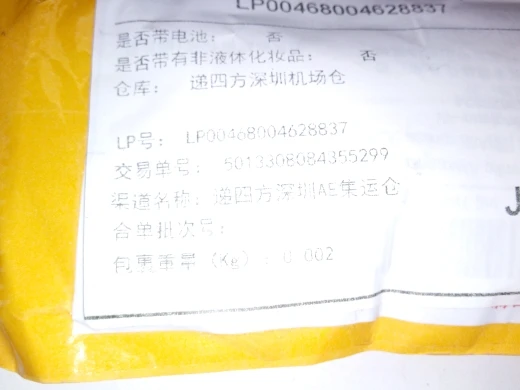 LP00468004628837
是否带电池： 否
是否带有非液体化妆品： 否
仓库： 递四方深圳机场仓
LP号： LP00468004628837
交易单号： 5013308084355299
渠道名称：递四方深圳AE集运仓
合单批次号：
包裹重量（Kg）：0.002
J